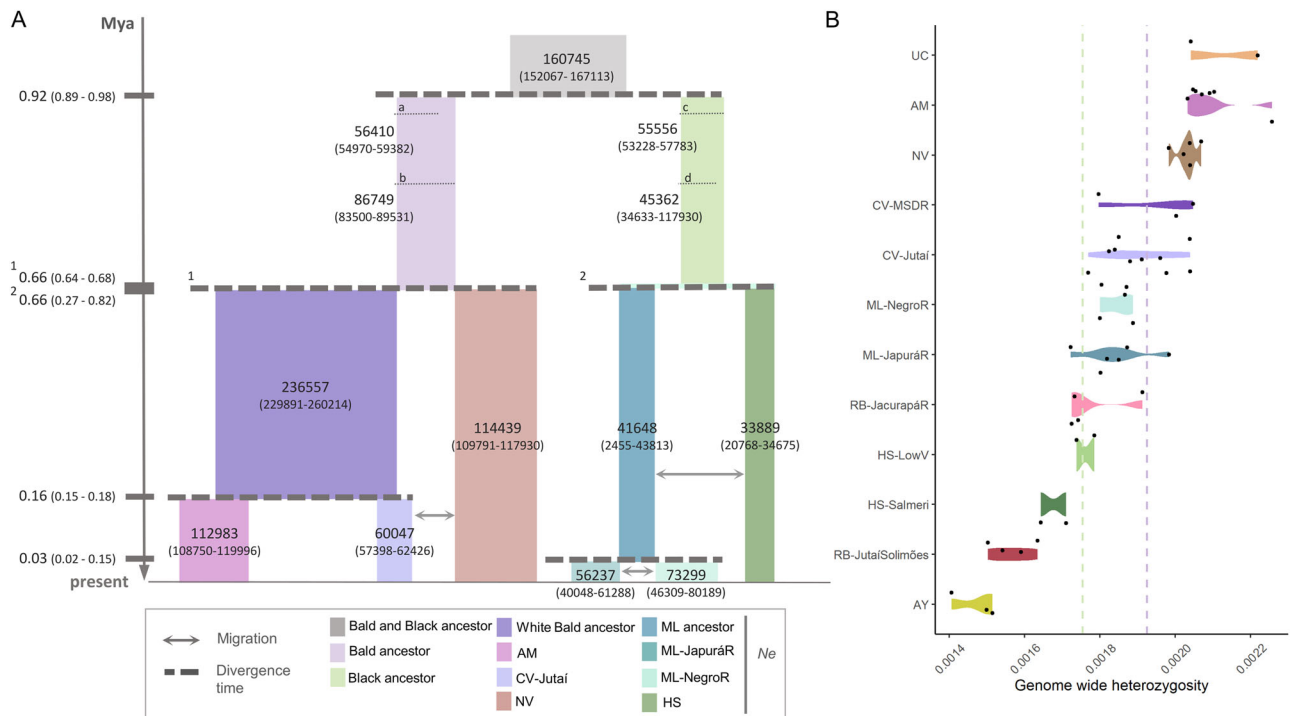 A
Mya
160745
(152067- 167113)
0.92 (0.89 - 0.98)
a
56410
(54970-59382)
b
86749
(83500-89531)
c
55556
(53228-57783)
d
45362
(34633-117930)
1
0.66 (0.64 - 0.68)
2
0.66 (0.27 - 0.82)
1
2
236557
(229891-260214)
114439
(109791-117930)
41648
(2455-43813)
33889
(20768-34675)
0.16 (0.15 - 0.18)
112983
(108750-119996)
60047
(57398-62426)
0.03 (0.02 - 0.15)
56237
(40048-61288)
73299
(46309-80189)
present
Migration
Divergence
time
Bald and Black ancestor
Bald ancestor
Black ancestor
White Bald ancestor
AM
CV-Jutaí
NV
ML ancestor
ML-JapuráR
ML-NegroR
HS
Ne
B
UC
AM
NV
CV-MSDR
CV-Jutaí
ML-NegroR
ML-JapuráR
RB-JacurapáR
HS-LowV
HS-Salmeri
RB-JutaíSolimões
AY
0.0014
0.0016
0.0018
0.0020
0.0022
Genome wide heterozygosity